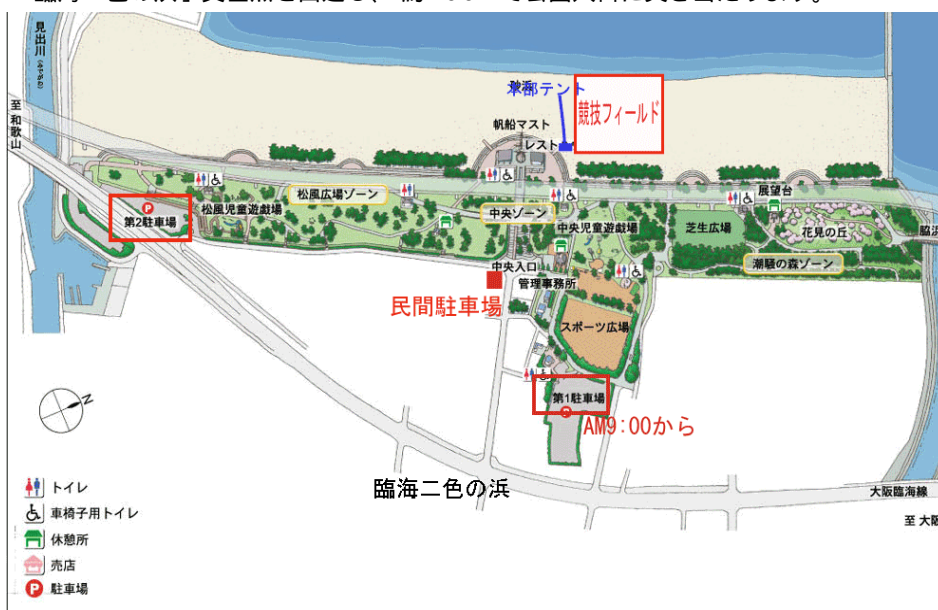 見出川
至 和歌山
本部テント
競技フィールド
帆船マスト
レスト
展望台
第2駐車場
松風児童遊戯場
松風広場ゾーン
中央ゾーン
中央児童遊戯場
芝生広場
花見の丘
脇浜
潮騒の森ゾーン
中央入口
管理事務所
民間駐車場
スポーツ広場
第1駐車場
AM9:00から
臨海二色の浜
大阪臨海線
至 大阪
トイレ
車椅子用トイレ
休憩所
売店
P 駐車場